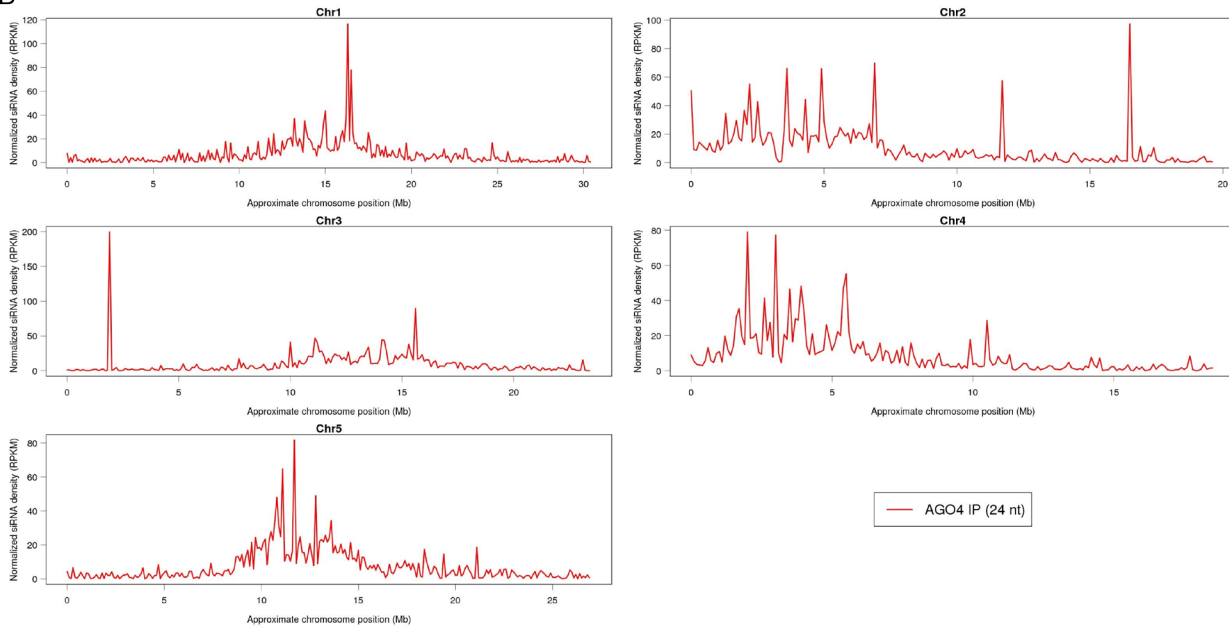 Chr1
Normalized siRNA density (RPKM)
0 20 40 60 80 100 120
0 5 10 15 20 25 30
Approximate chromosome position (Mb)
Chr2
Normalized siRNA density (RPKM)
0 20 40 60 80 100
0 5 10 15 20
Approximate chromosome position (Mb)
Chr3
Normalized siRNA density (RPKM)
0 50 100 150 200
0 5 10 15 20
Approximate chromosome position (Mb)
Chr4
Normalized siRNA density (RPKM)
0 20 40 60 80
0 5 10 15
Approximate chromosome position (Mb)
Chr5
Normalized siRNA density (RPKM)
0 20 40 60 80
0 5 10 15 20 25
Approximate chromosome position (Mb)
AGO4 IP (24 nt)